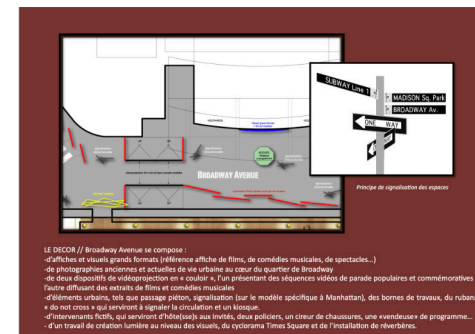 SUBWAY Line 1
MADISON Sq. Park
BROADWAY Av.
ONE WAY
BROADWAY AVENUE
Principe de signalisation des espaces
LE DECOR // Broadway Avenue se compose :
-d'affiches et visuels grands formats (référence affiche de films, de comédies musicales, de spectacles...)
-de photographies anciennes et actuelles de vie urbaine au cœur du quartier de Broadway
-de deux dispositifs de vidéoprojection en « couloir », l'un présentant des séquences vidéos de parade populaires et commémoratives
l'autre diffusant des extraits de films et comédies musicales
-d'éléments urbains, tels que passage piéton, signalisation (sur le modèle spécifique à Manhattan), des bornes de travaux, du ruban
« do not cross » qui serviront à signaler la circulation et un kiosque.
-d'intervenants fictifs, qui serviront d'hôte(sse)s aux invités, deux policiers, un cireur de chaussures, une «vendeuse» de programme...
- d'un travail de création lumière au niveau des visuels, du cyclorama Times Square et de l'installation de réverbères.